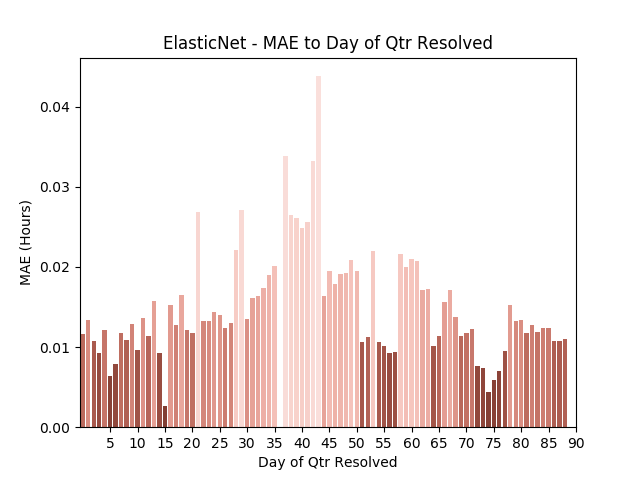 ElasticNet - MAE to Day of Qtr Resolved
MAE (Hours)
0.04
0.03
0.02
0.01
0.00
5 10 15 20 25 30 35 40 45 50 55 60 65 70 75 80 85 90
Day of Qtr Resolved